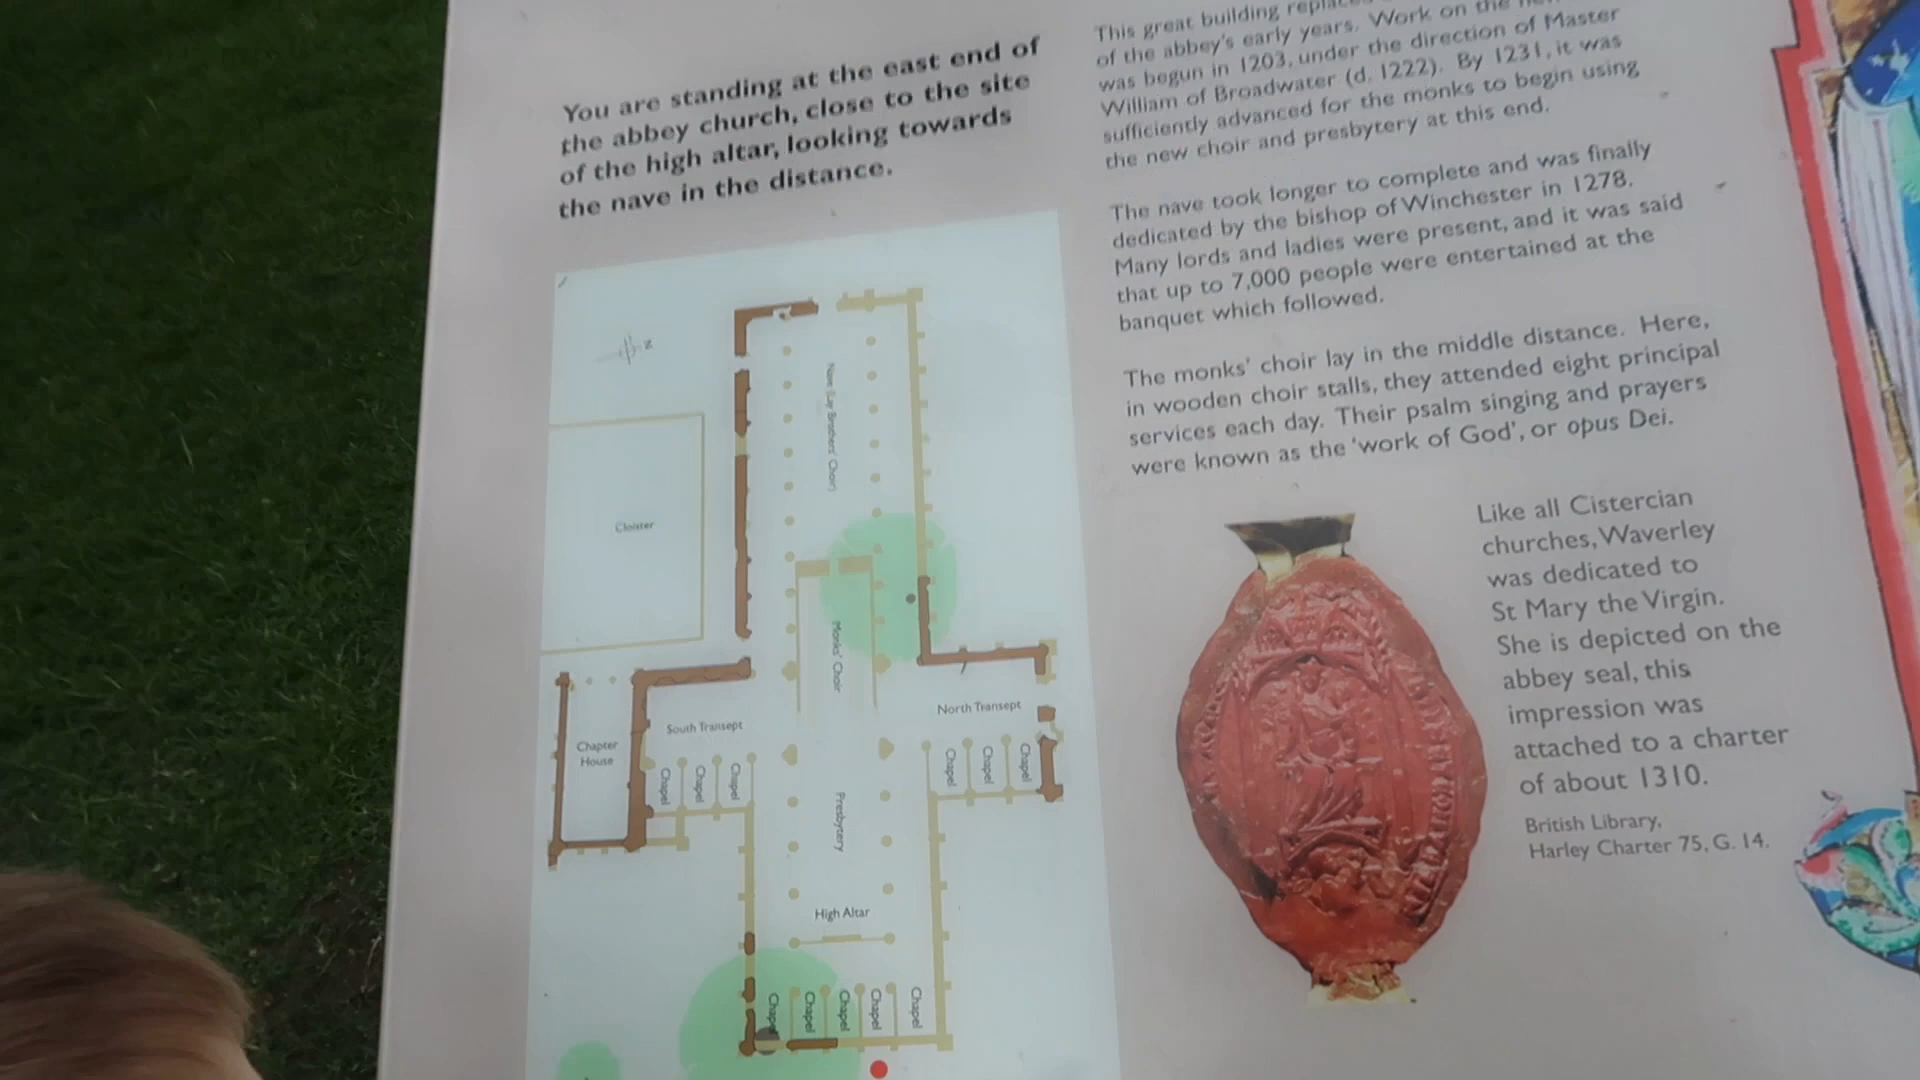 You are standing at the east end of
the abbey church, close to the site
of the high altar, looking towards
the nave in the distance.
This great building
of the abbey's early years. Work on the
was begun in 1203, under the direction of Master
William of Broadwater (d. 1222). By 1231, it was
sufficiently advanced for the monks to begin using
the new choir and presbytery at this end.
The nave took longer to complete and was finally
dedicated by the bishop of Winchester in 1278.
Many lords and ladies were present, and it was said
that up to 7,000 people were entertained at the
banquet which followed.
The monks' choir lay in the middle distance. Here,
in wooden choir stalls, they attended eight principal
services each day. Their psalm singing and prayers
were known as the 'work of God', or opus Dei.
Like all Cistercian
churches, Waverley
was dedicated to
St Mary the Virgin.
She is depicted on the
abbey seal, this
impression was
attached to a charter
of about 1310.
British Library,
Harley Charter 75, G. 14.
N
Nave (Lay Brothers' Choir)
Cloister
Monks' Choir
North Transept
South Transept
Chapter
House
Chapel
Chapel
Chapel
Chapel
Chapel
Chapel
Presbytery
High Altar
Chapel
Chapel
Chapel
Chapel
Chapel